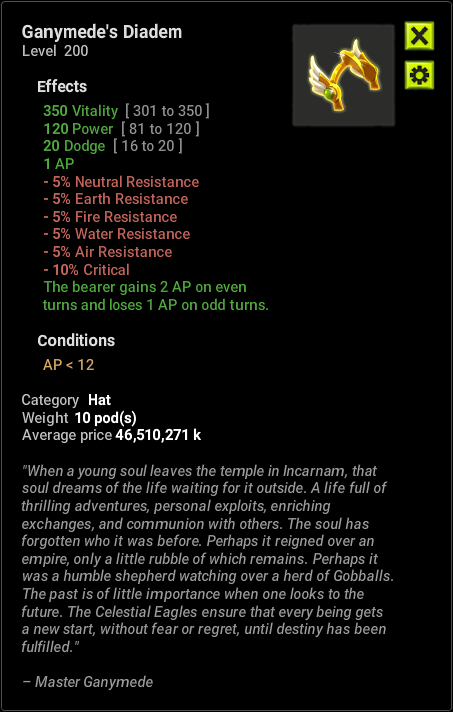 Ganymede's Diadem
Level 200
Effects
350 Vitality [ 301 to 350 ]
120 Power [ 81 to 120 ]
20 Dodge [ 16 to 20 ]
1 AP
- 5% Neutral Resistance
- 5% Earth Resistance
- 5% Fire Resistance
- 5% Water Resistance
- 5% Air Resistance
- 10% Critical
The bearer gains 2 AP on even
turns and loses 1 AP on odd turns.
Conditions
AP < 12
Category Hat
Weight 10 pod(s)
Average price 46,510,271 k
"When a young soul leaves the temple in Incarnam, that
soul dreams of the life waiting for it outside. A life full of
thrilling adventures, personal exploits, enriching
exchanges, and communion with others. The soul has
forgotten who it was before. Perhaps it reigned over an
empire, only a little rubble of which remains. Perhaps it
was a humble shepherd watching over a herd of Gobballs.
The past is of little importance when one looks to the
future. The Celestial Eagles ensure that every being gets
a new start, without fear or regret, until destiny has been
fulfilled."
– Master Ganymede